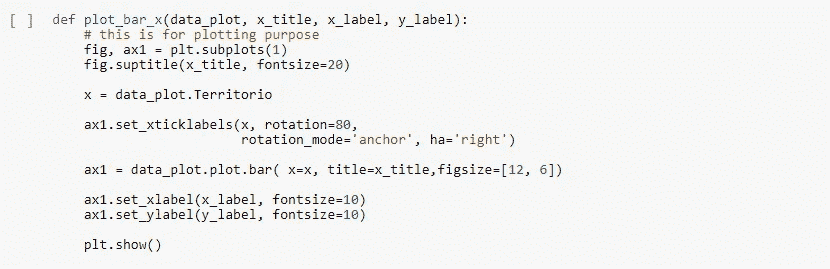 [ ] def plot_bar_x(data_plot, x_title, x_label, y_label):
    # this is for plotting purpose
    fig, ax1 = plt.subplots(1)
    fig.suptitle(x_title, fontsize=20)

    x = data_plot.Territorio

    ax1.set_xticklabels(x, rotation=80,
                        rotation_mode='anchor', ha='right')

    ax1 = data_plot.plot.bar( x=x, title=x_title,figsize=[12, 6])

    ax1.set_xlabel(x_label, fontsize=10)
    ax1.set_ylabel(y_label, fontsize=10)

    plt.show()